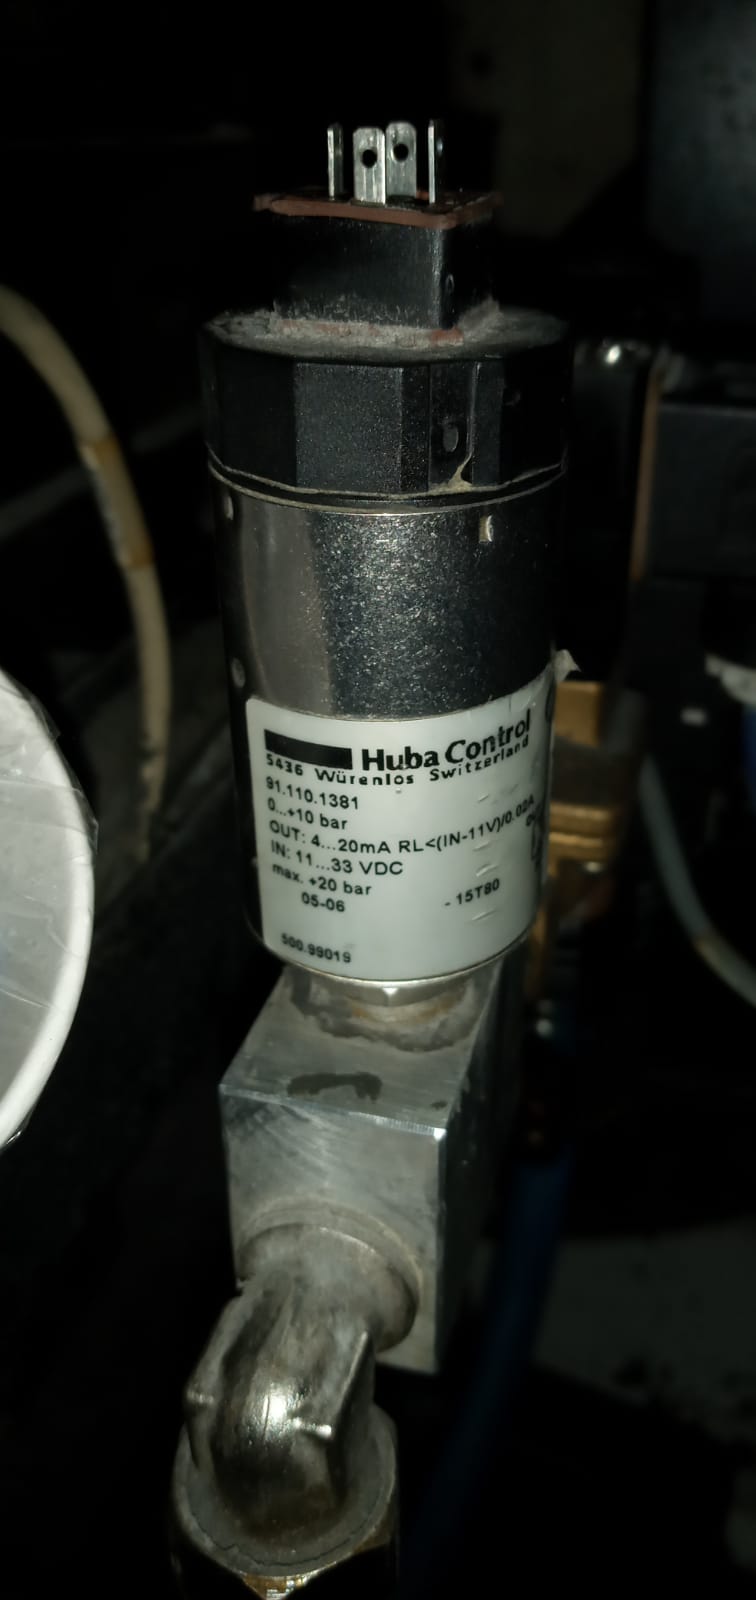 Huba Control
5436 Würenlos Switzerland
91.110.1381
0...+10 bar
OUT: 4...20mA RL<(IN-11V)/0.02A
IN: 11...33 VDC
max. +20 bar
05-06 - 15T80
500.99019